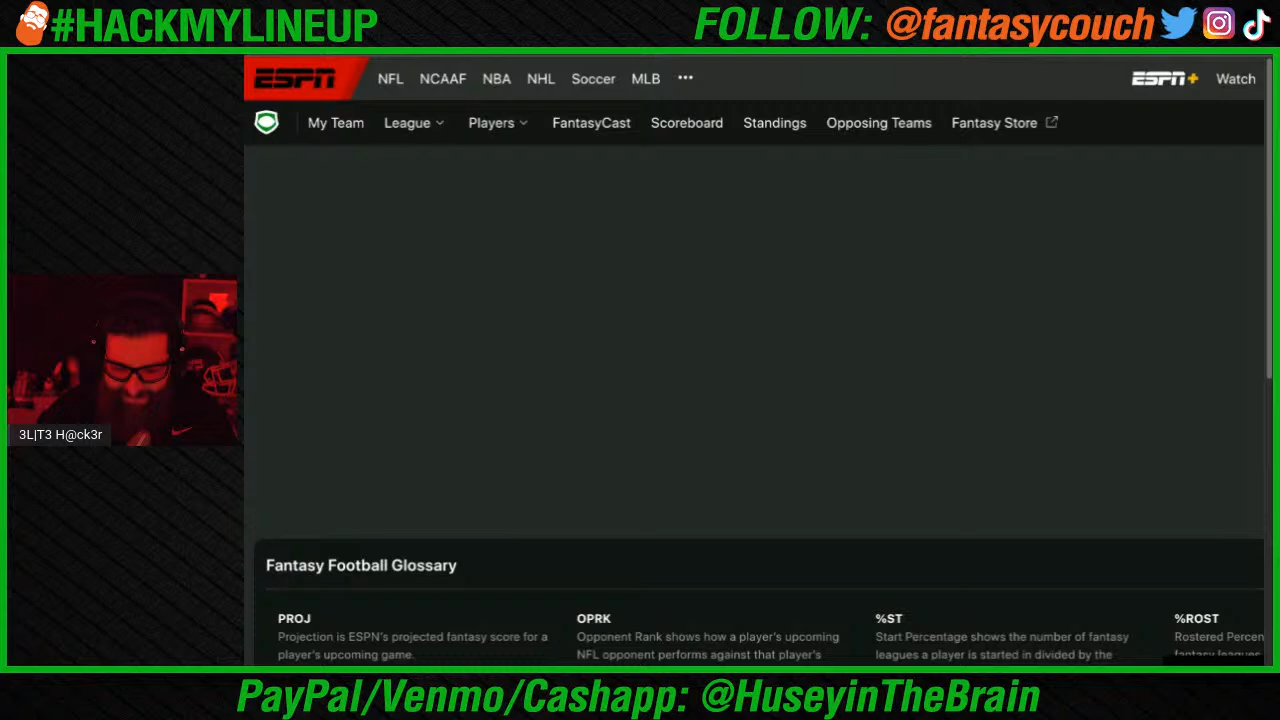 #HACKMYLINEUP
FOLLOW: @fantasycouch
ESPN NFL NCAAF NBA NHL Soccer MLB ••• ESPN+ Watch
My Team League Players FantasyCast Scoreboard Standings Opposing Teams Fantasy Store
3L|T3 H@ck3r
Fantasy Football Glossary
PROJ
Projection is ESPN's projected fantasy score for a
player's upcoming game.
OPRK
Opponent Rank shows how a player's upcoming
NFL opponent performs against that player's
%ST
Start Percentage shows the number of fantasy
leagues a player is started in divided by the
%ROST
Rostered Percen
fantasy leagues
PayPal/Venmo/Cashapp: @HuseyinTheBrain